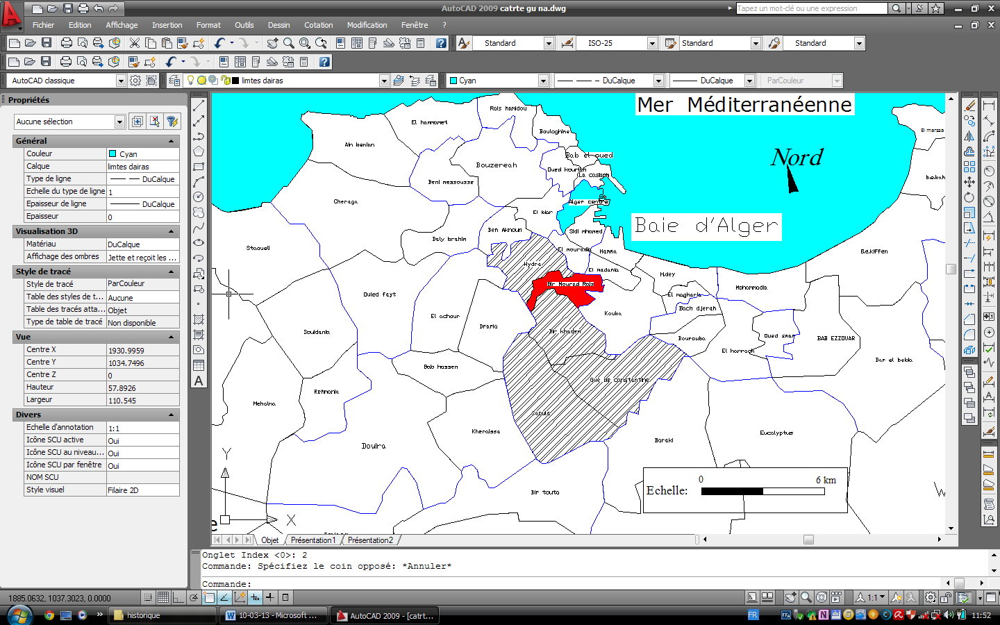 AutoCAD 2009 catrte gu na.dwg
Tapez un mot-clé ou une expression
Fichier Edition Affichage Insertion Format Outils Dessin Cotation Modification Fenêtre ?
Standard ISO-25 Standard Standard
AutoCAD classique limtes dairas Cyan DuCalque DuCalque ParCouleur
Propriétés
Aucune sélection
Général
Couleur Cyan
Calque limtes dairas
Type de ligne DuCalque
Echelle du type de ligne 1
Epaisseur de ligne DuCalque
Epaisseur 0
Visualisation 3D
Matériau DuCalque
Affichage des ombres Jette et reçoit les ...
Style de tracé
Style de tracé ParCouleur
Table des styles de t... Aucune
Table des tracés atta... Objet
Type de table de tracé Non disponible
Vue
Centre X 1930.9959
Centre Y 1034.7496
Centre Z 0
Hauteur 57.8926
Largeur 110.545
Divers
Echelle d'annotation 1:1
Icône SCU active Oui
Icône SCU au niveau... Oui
Icône SCU par fenêtre Oui
NOM SCU
Style visuel Filaire 2D
Mer Méditerranéenne
Rais hamidou
El hammamet
Bouloghine
El marssa
Ain benian
Bab el oued
Nord
Bouzereah
Oued kourich
La casbah
Beni messousse
Cheraga
Alger centre
El biar
Baie d'Alger
Ben Aknoun
Sidi mhamed
Daly brahim
Staouell
El mouradia
Hamma
B.e.kiffen
Hydra
El madania
Hidey
Bir Mourad Rais
Mohammadia
Ouled fayt
El magharia
Bach djerah
Kouba
El achour
Draria
Souidania
Bir khadem
Bourouba
Oued smar
BAB EZZOUAR
El harrach
Dar el beida
Bab hassen
Gue de constantine
Rahmania
Mehalma
Saoula
Kheraissa
Eucalyptus
Baraki
Douira
Bir touta
0 6 km
Echelle:
Y
X
e
Objet Présentation1 Présentation2
Onglet Index <0>: 2
Commande: Spécifiez le coin opposé: *Annuler*
Commande:
1885.0632, 1037.3023, 0.0000 1:1
historique 10-03-13 - Microsoft ... AutoCAD 2009 - [catrt... FR 11:52